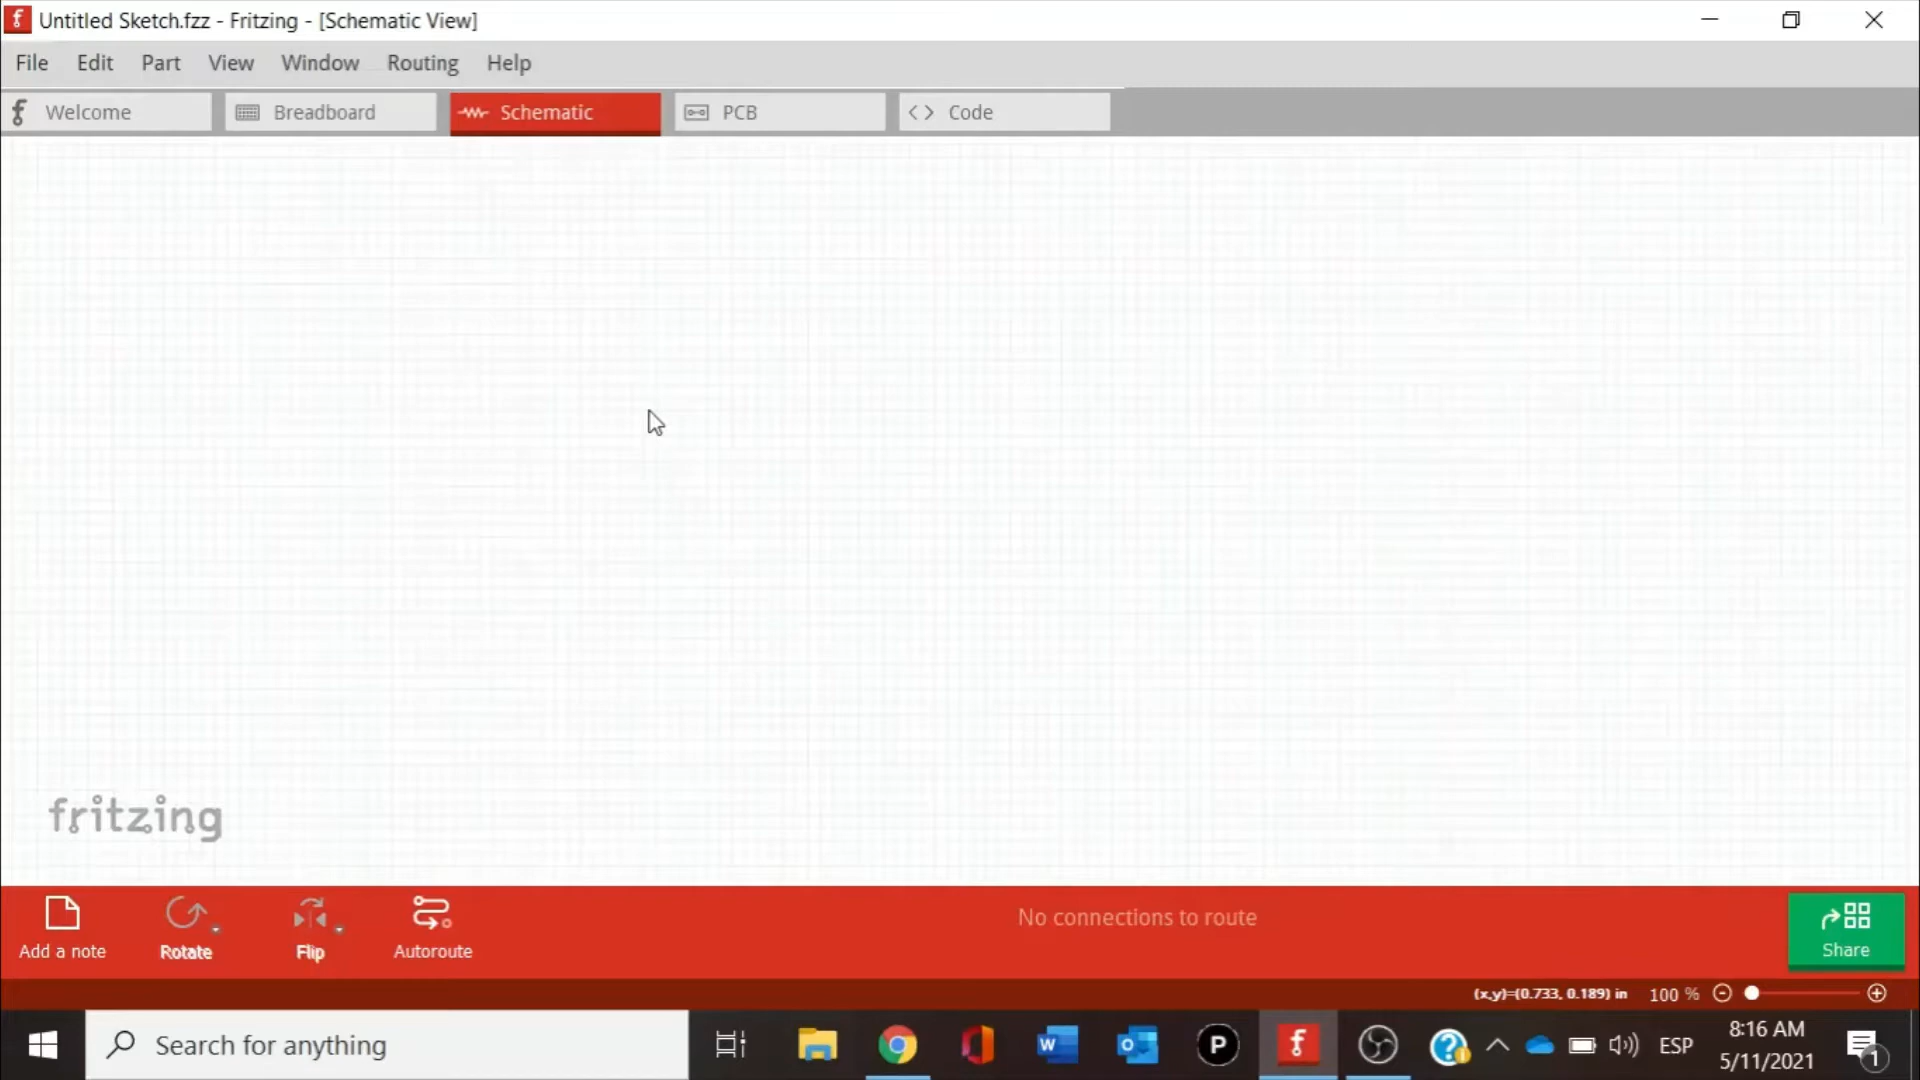 Untitled Sketch.fzz - Fritzing - [Schematic View]
File Edit Part View Window Routing Help
Welcome Breadboard Schematic PCB Code
fritzing
Add a note Rotate Flip Autoroute
No connections to route
Share
(x,y)=(0.733, 0.189) in 100 %
Search for anything
ESP
8:16 AM
5/11/2021
1